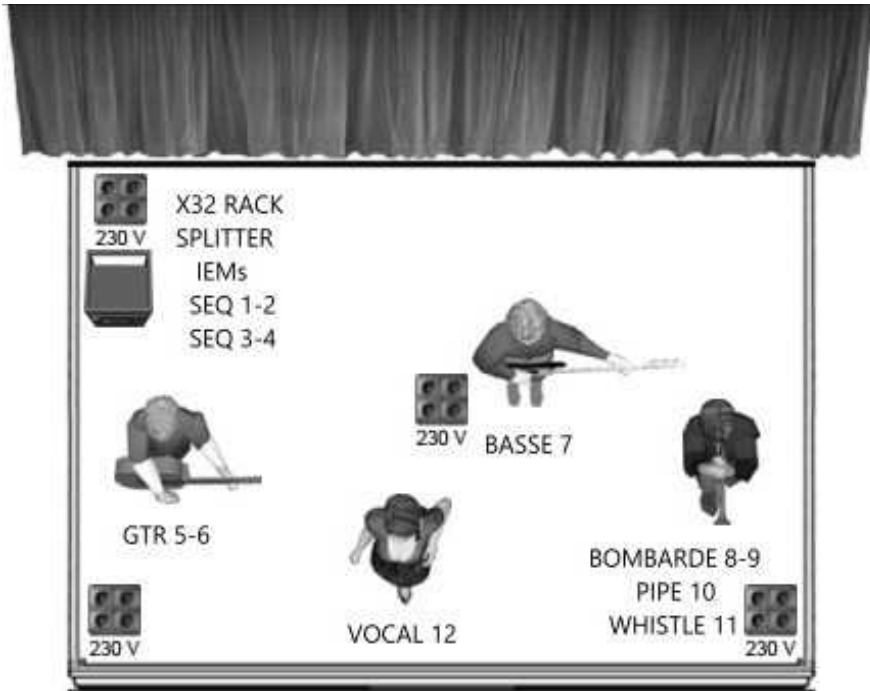 X32 RACK
230 V SPLITTER
IEMs
SEQ 1-2
SEQ 3-4
230 V
BASSE 7
GTR 5-6
BOMBARDE 8-9
PIPE 10
WHISTLE 11
VOCAL 12
230 V
230 V